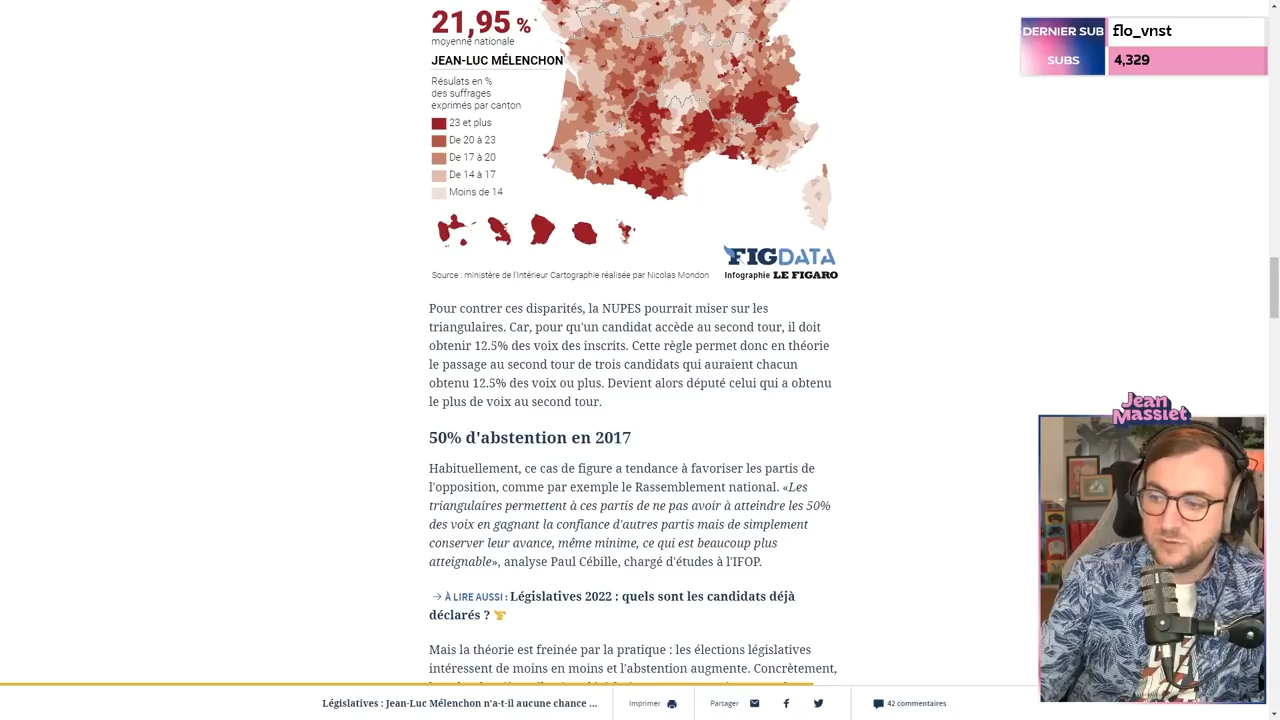 21,95 %
moyenne nationale
JEAN-LUC MÉLENCHON
Résulats en %
des suffrages
exprimés par canton
23 et plus
De 20 à 23
De 17 à 20
De 14 à 17
Moins de 14
FIGDATA
Infographie LE FIGARO
Source : ministère de l'Intérieur Cartographie réalisée par Nicolas Mondon
Pour contrer ces disparités, la NUPES pourrait miser sur les
triangulaires. Car, pour qu'un candidat accède au second tour, il doit
obtenir 12.5% des voix des inscrits. Cette règle permet donc en théorie
le passage au second tour de trois candidats qui auraient chacun
obtenu 12.5% des voix ou plus. Devient alors député celui qui a obtenu
le plus de voix au second tour.
50% d'abstention en 2017
Habituellement, ce cas de figure a tendance à favoriser les partis de
l'opposition, comme par exemple le Rassemblement national. «Les
triangulaires permettent à ces partis de ne pas avoir à atteindre les 50%
des voix en gagnant la confiance d'autres partis mais de simplement
conserver leur avance, même minime, ce qui est beaucoup plus
atteignable», analyse Paul Cébille, chargé d'études à l'IFOP.
→ À LIRE AUSSI : Législatives 2022 : quels sont les candidats déjà
déclarés ?
Mais la théorie est freinée par la pratique : les élections législatives
intéressent de moins en moins et l'abstention augmente. Concrètement,
Législatives : Jean-Luc Mélenchon n'a-t-il aucune chance ...
Imprimer
Partager
42 commentaires
DERNIER SUB
flo_vnst
SUBS
4,329
Jean
Massiet